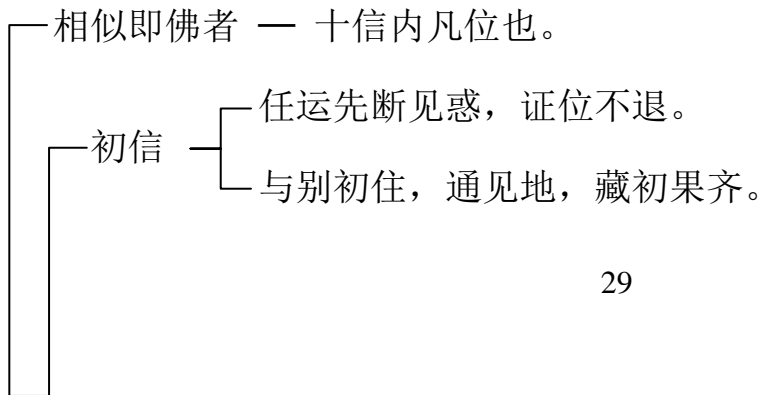 相似即佛者 — 十信内凡位也。
任运先断见惑，证位不退。
初信
与别初住，通见地，藏初果齐。
29